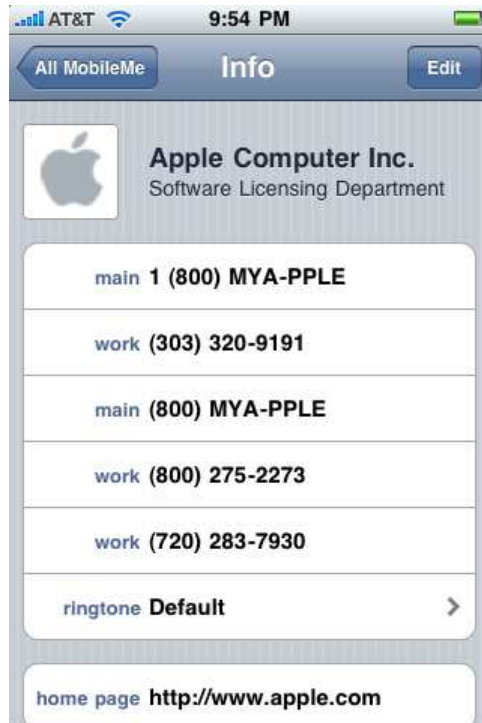 AT&T 9:54 PM
All MobileMe Info Edit
Apple Computer Inc.
Software Licensing Department
main 1 (800) MYA-PPLE
work (303) 320-9191
main (800) MYA-PPLE
work (800) 275-2273
work (720) 283-7930
ringtone Default
home page http://www.apple.com